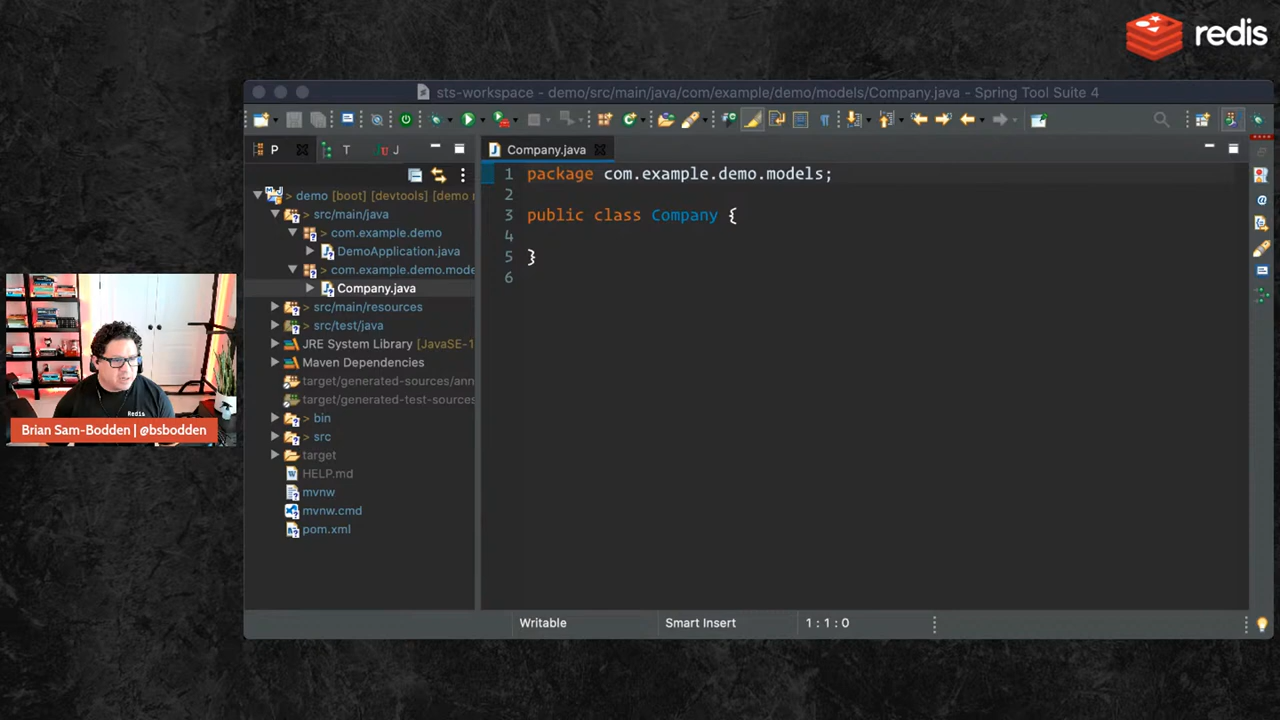 redis
sts-workspace - demo/src/main/java/com/example/demo/models/Company.java - Spring Tool Suite 4
P
T
J
Company.java
> demo [boot] [devtools] [demo
> src/main/java
> com.example.demo
DemoApplication.java
> com.example.demo.mode
Company.java
> src/main/resources
> src/test/java
JRE System Library [JavaSE-1
Maven Dependencies
target/generated-sources/ann
target/generated-test-sources
> bin
> src
target
HELP.md
mvnw
mvnw.cmd
pom.xml
1 package com.example.demo.models;
2
3 public class Company {
4
5 }
6
Writable
Smart Insert
1 : 1 : 0
Redis
Brian Sam-Bodden | @bsbodden